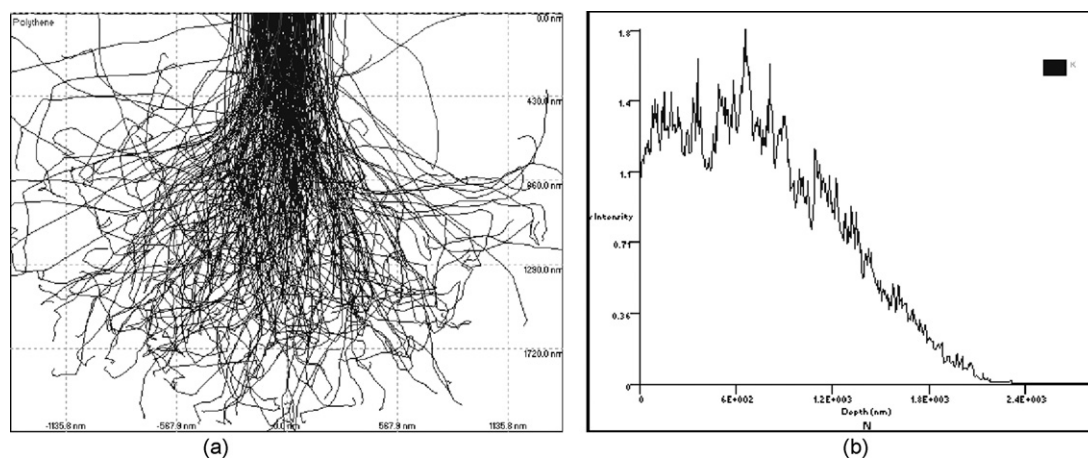 Polythene
0.0 nm
430.0 nm
860.0 nm
1290.0 nm
1720.0 nm
-1135.8 nm
-567.9 nm
0.0 nm
567.9 nm
1135.8 nm
(a)
1.8
1.4
1.1
Intensity
0.71
0.36
0
0
6E+002
1.2E+003
1.8E+003
2.4E+003
Depth(nm)
N
K
(b)